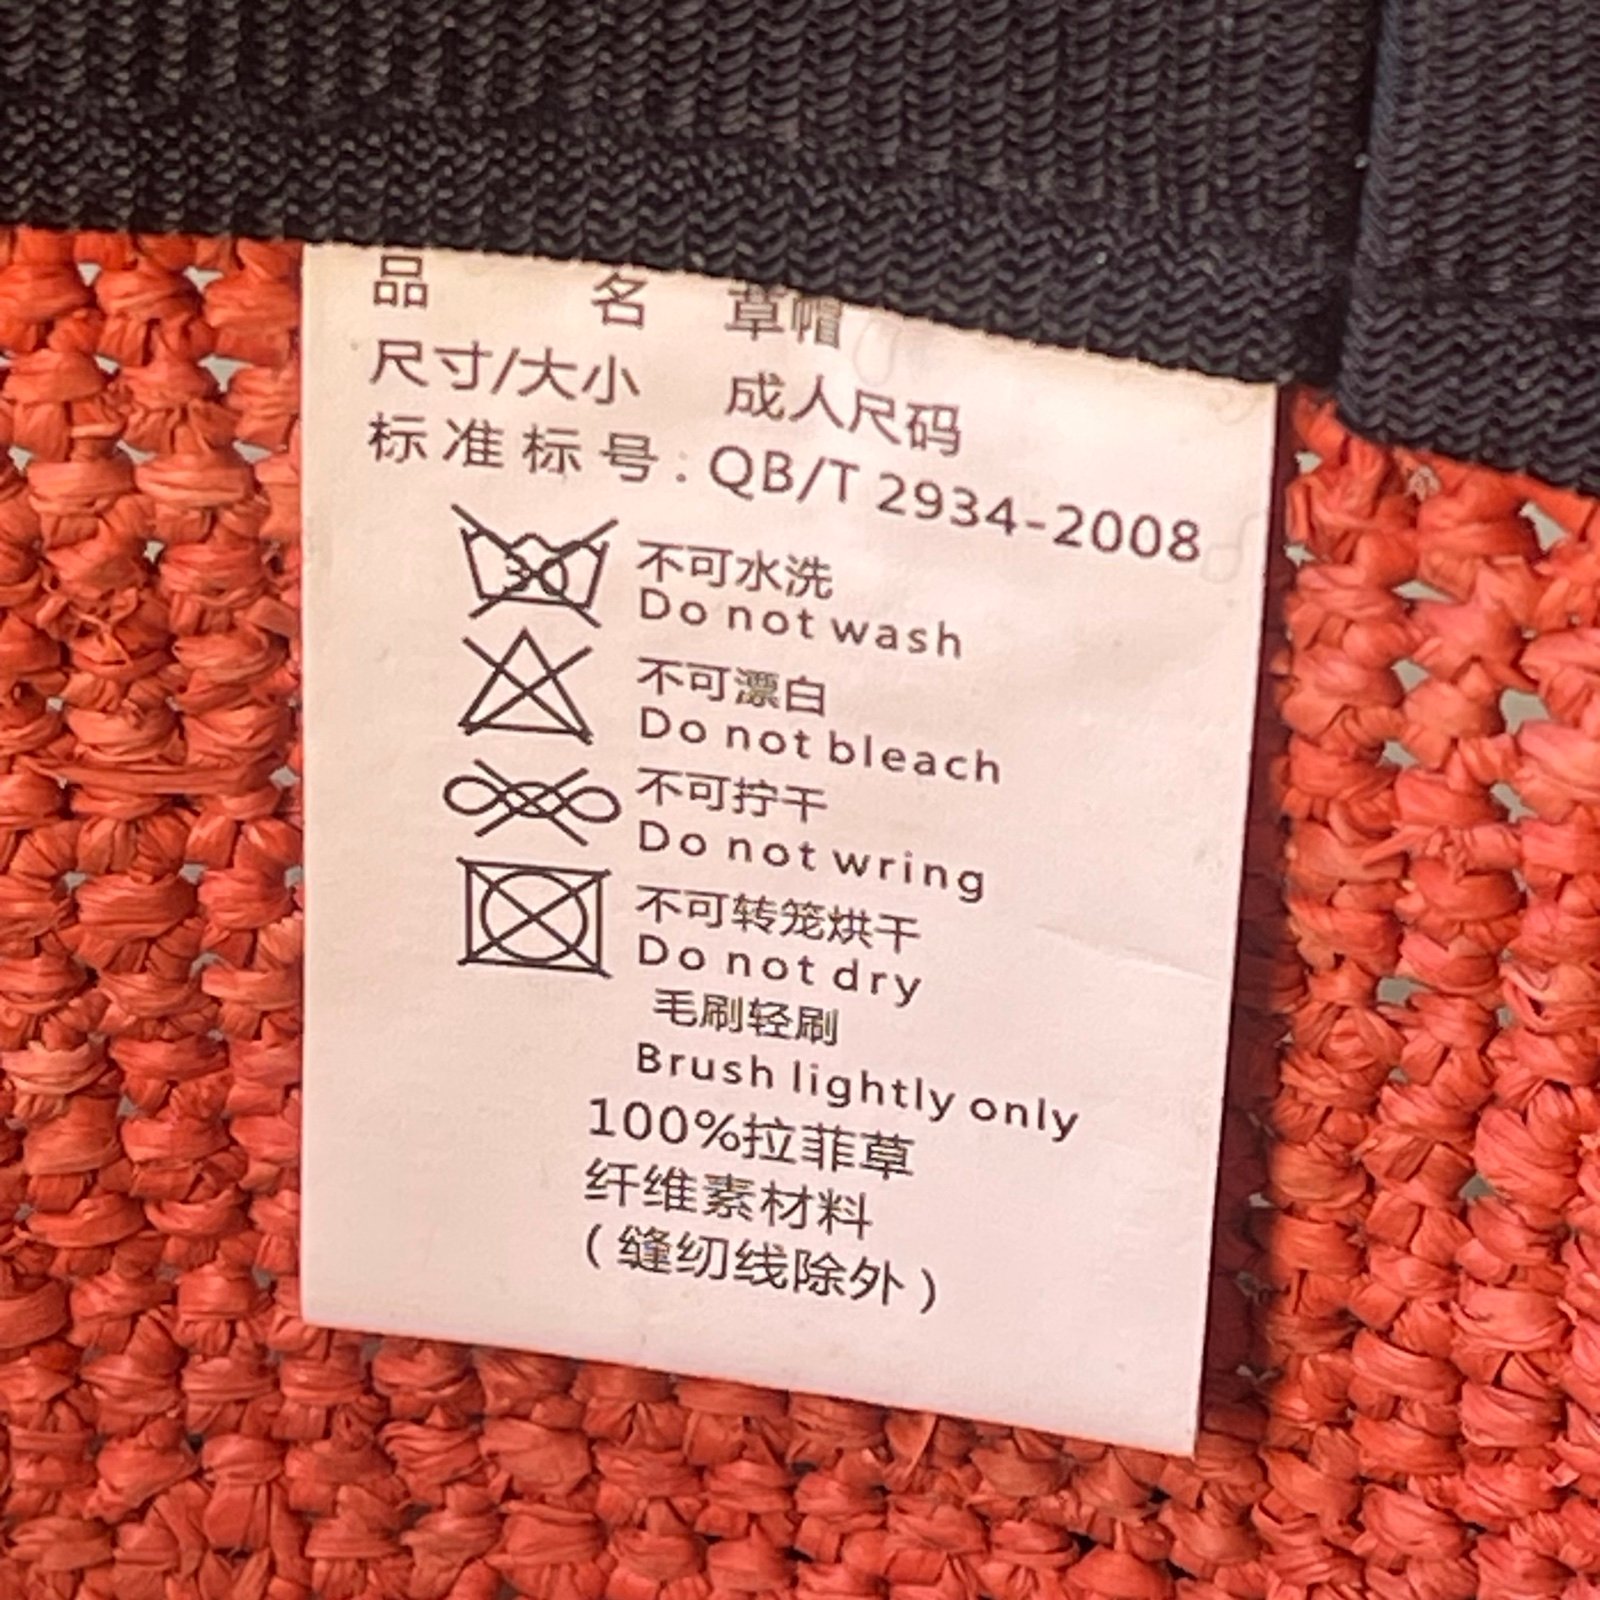 品 名 草帽
尺寸/大小 成人尺码
标准标号:QB/T 2934-2008
30
不可水洗
Do not wash
不可漂白
Do not bleach
不可拧干
Do not wring
不可转笼烘干
Do not dry
毛刷轻刷
Brush lightly only
100%拉菲草
纤维素材料
(缝纫线除外)